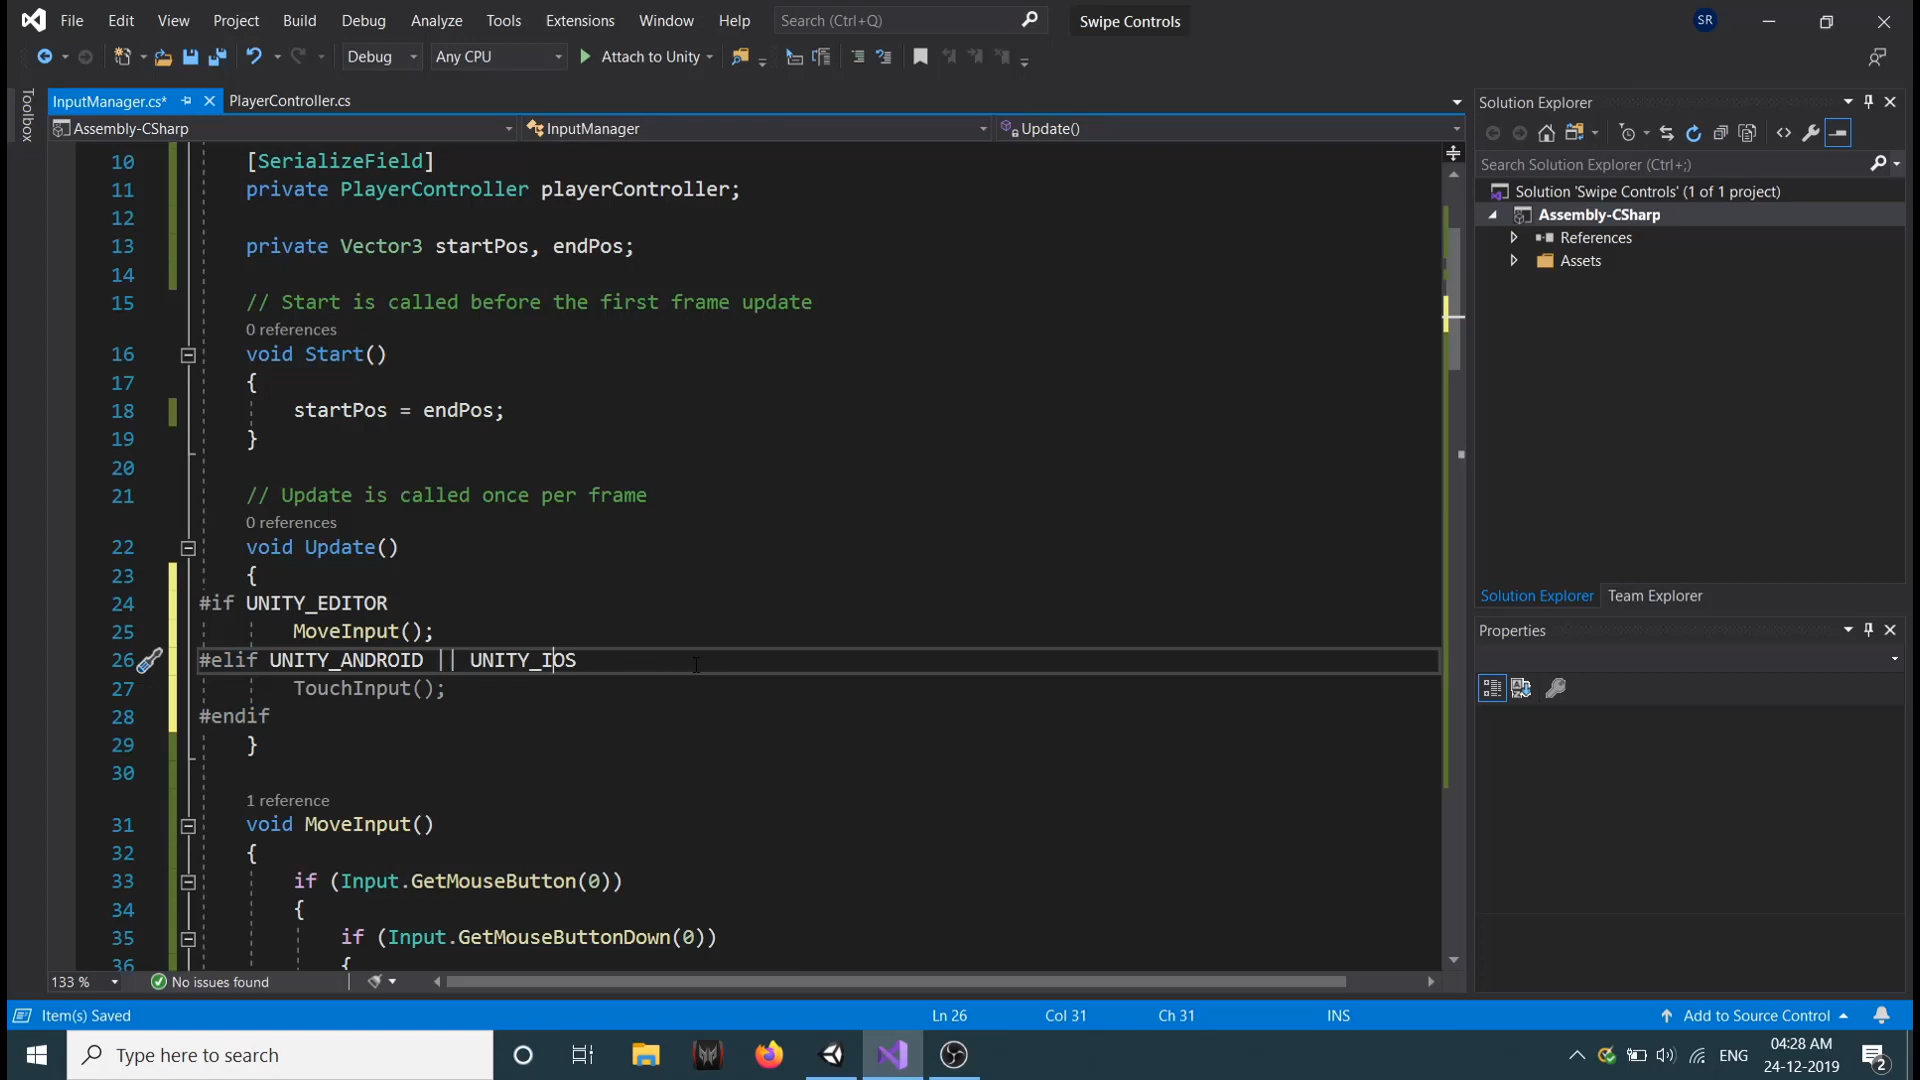 File Edit View Project Build Debug Analyze Tools Extensions Window Help Search (Ctrl+Q) Swipe Controls SR
Debug Any CPU Attach to Unity
Toolbox
InputManager.cs* PlayerController.cs
Assembly-CSharp InputManager Update()
10 [SerializeField]
11 private PlayerController playerController;
12
13 private Vector3 startPos, endPos;
14
15 // Start is called before the first frame update
0 references
16 void Start()
17 {
18 startPos = endPos;
19 }
20
21 // Update is called once per frame
0 references
22 void Update()
23 {
24 #if UNITY_EDITOR
25 MoveInput();
26 #elif UNITY_ANDROID || UNITY_IOS
27 TouchInput();
28 #endif
29 }
30
1 reference
31 void MoveInput()
32 {
33 if (Input.GetMouseButton(0))
34 {
35 if (Input.GetMouseButtonDown(0))
36 {
133 % No issues found
Solution Explorer
Search Solution Explorer (Ctrl+;)
Solution 'Swipe Controls' (1 of 1 project)
Assembly-CSharp
References
Assets
Solution Explorer Team Explorer
Properties
Item(s) Saved Ln 26 Col 31 Ch 31 INS Add to Source Control
Type here to search ENG 04:28 AM
24-12-2019 2